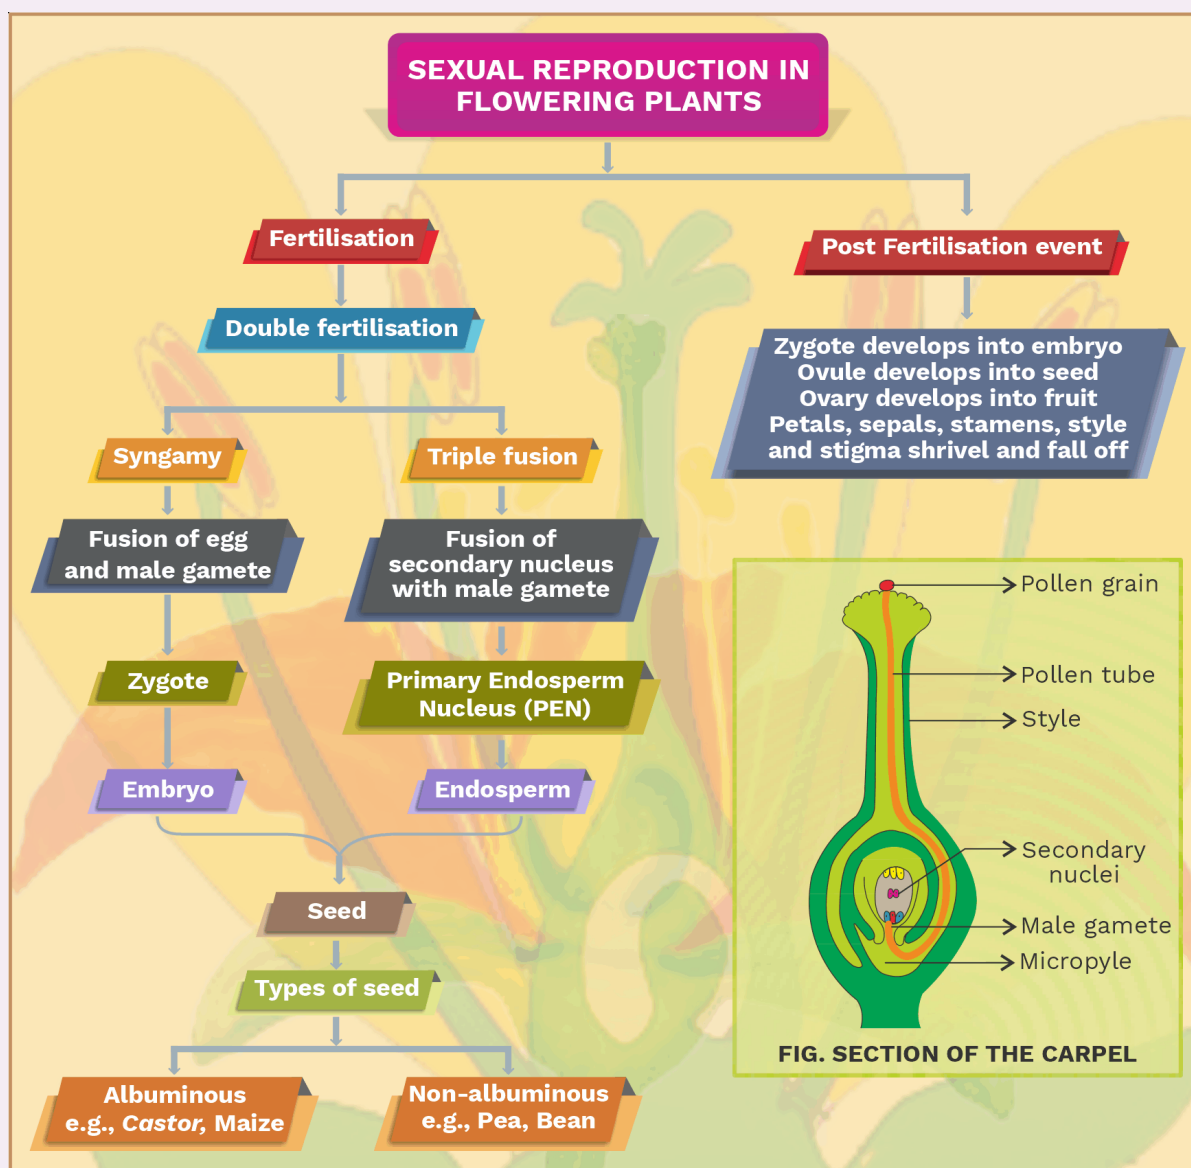 SEXUAL REPRODUCTION IN
FLOWERING PLANTS
Fertilisation
Post Fertilisation event
Double fertilisation
Zygote develops into embryo
Ovule develops into seed
Ovary develops into fruit
Petals, sepals, stamens, style
and stigma shrivel and fall off
Syngamy
Triple fusion
Fusion of egg
and male gamete
Fusion of
secondary nucleus
with male gamete
Zygote
Primary Endosperm
Nucleus (PEN)
Embryo
Endosperm
Seed
Types of seed
Albuminous
e.g., Castor, Maize
Non-albuminous
e.g., Pea, Bean
Pollen grain
Pollen tube
Style
Secondary
nuclei
Male gamete
Micropyle
FIG. SECTION OF THE CARPEL